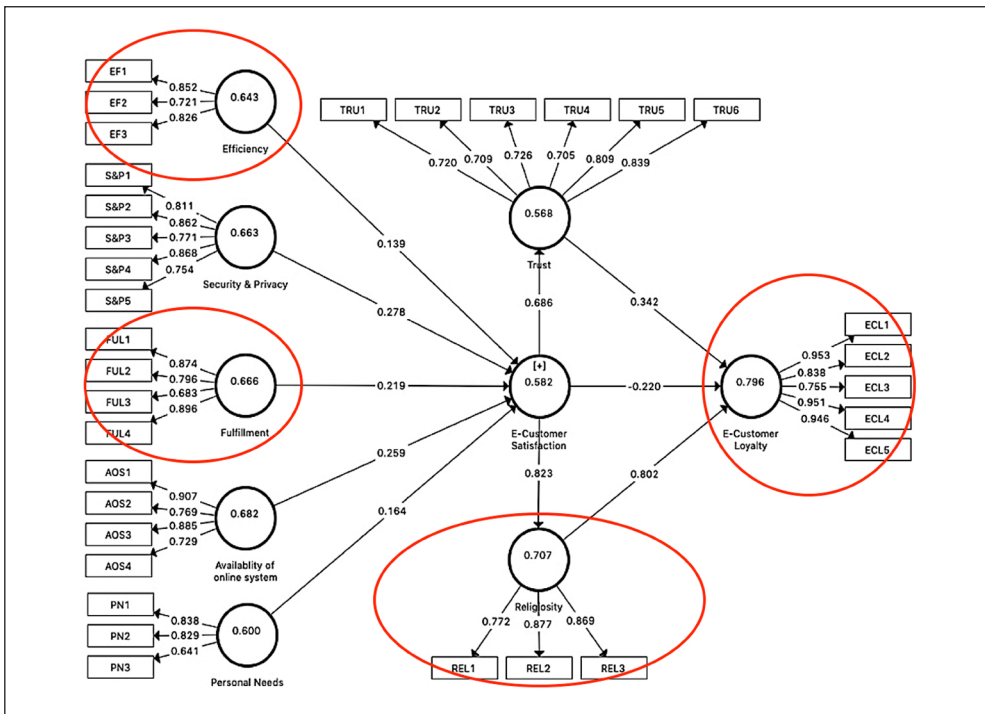 EF1
EF2
EF3
0.852
0.721
0.826
0.643
Efficiency
S&P1
S&P2
S&P3
S&P4
S&P5
0.811
0.862
0.771
0.868
0.754
0.663
Security & Privacy
FUL1
FUL2
FUL3
FUL4
0.874
0.796
0.683
0.896
0.666
Fulfillment
AOS1
AOS2
AOS3
AOS4
0.907
0.769
0.885
0.729
0.682
Availablity of
online system
PN1
PN2
PN3
0.838
0.829
0.641
0.600
Personal Needs
0.139
0.278
0.219
0.259
0.164
TRU1
TRU2
TRU3
TRU4
TRU5
TRU6
0.720
0.709
0.726
0.705
0.809
0.839
0.568
Trust
0.686
[+]
0.582
E-Customer
Satisfaction
0.823
0.342
-0.220
0.802
0.707
Religiosity
0.772
0.877
0.869
REL1
REL2
REL3
0.796
E-Customer
Loyalty
0.953
0.838
0.755
0.951
0.946
ECL1
ECL2
ECL3
ECL4
ECL5